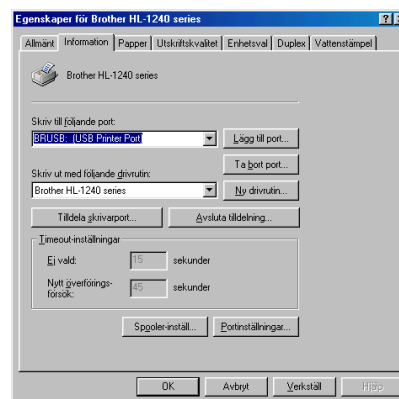 Egenskaper för Brother HL-1240 series
Allmänt Information Papper Utskriftskvalitet Enhetsval Duplex Vattenstämpel
Brother HL-1240 series
Skriv till följande port:
BRUSB: (USB Printer Port) Lägg till port...
Ta bort port...
Skriv ut med följande drivrutin:
Brother HL-1240 series Ny drivrutin...
Tilldela skrivarport... Avsluta tilldelning...
Timeout-inställningar
Ej vald: 15 sekunder
Nytt överförings-
försök: 45 sekunder
Spooler-inställ... Portinställningar...
OK Avbryt Verkställ Hjälp